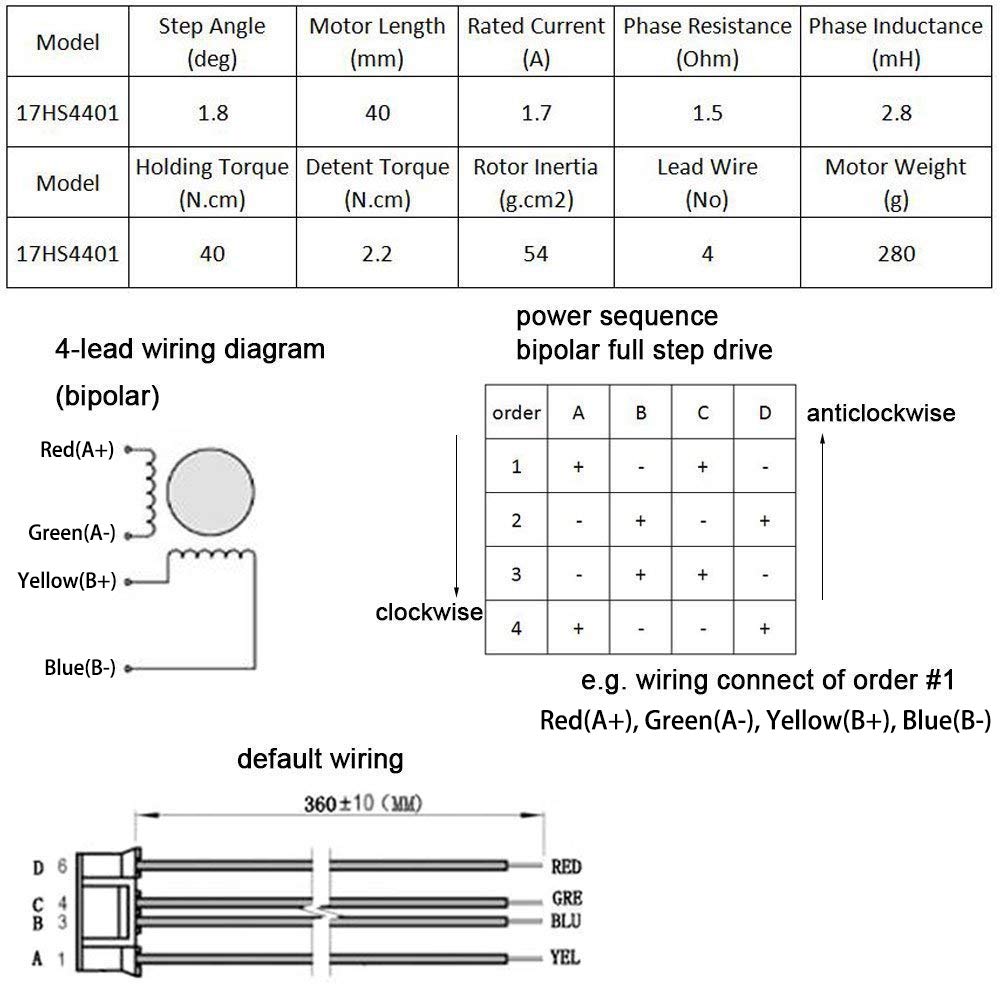 Model Step Angle (deg) Motor Length (mm) Rated Current (A) Phase Resistance (Ohm) Phase Inductance (mH)
17HS4401 1.8 40 1.7 1.5 2.8
Model Holding Torque (N.cm) Detent Torque (N.cm) Rotor Inertia (g.cm2) Lead Wire (No) Motor Weight (g)
17HS4401 40 2.2 54 4 280
4-lead wiring diagram
(bipolar)
Red(A+)
Green(A-)
Yellow(B+)
Blue(B-)
power sequence
bipolar full step drive
order A B C D
1 + - + -
2 - + - +
3 - + + -
4 + - - +
clockwise
anticlockwise
e.g. wiring connect of order #1
Red(A+), Green(A-), Yellow(B+), Blue(B-)
default wiring
360±10 (MM)
D 6 RED
C 4 GRE
B 3 BLU
A 1 YEL